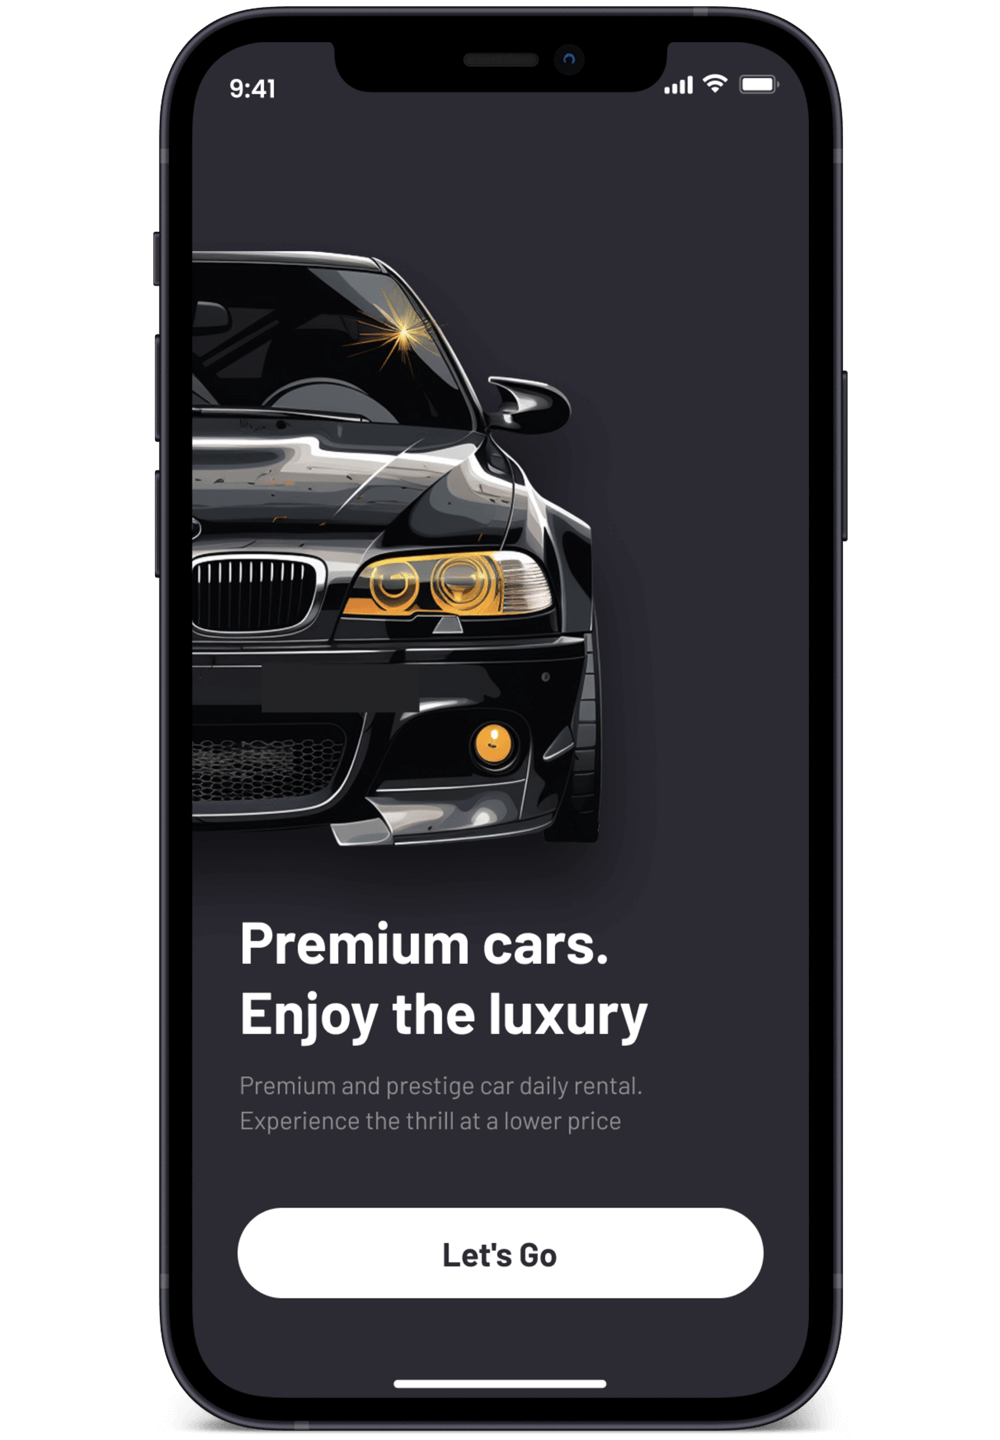 9:41
Premium cars.
Enjoy the luxury
Premium and prestige car daily rental.
Experience the thrill at a lower price
Let's Go